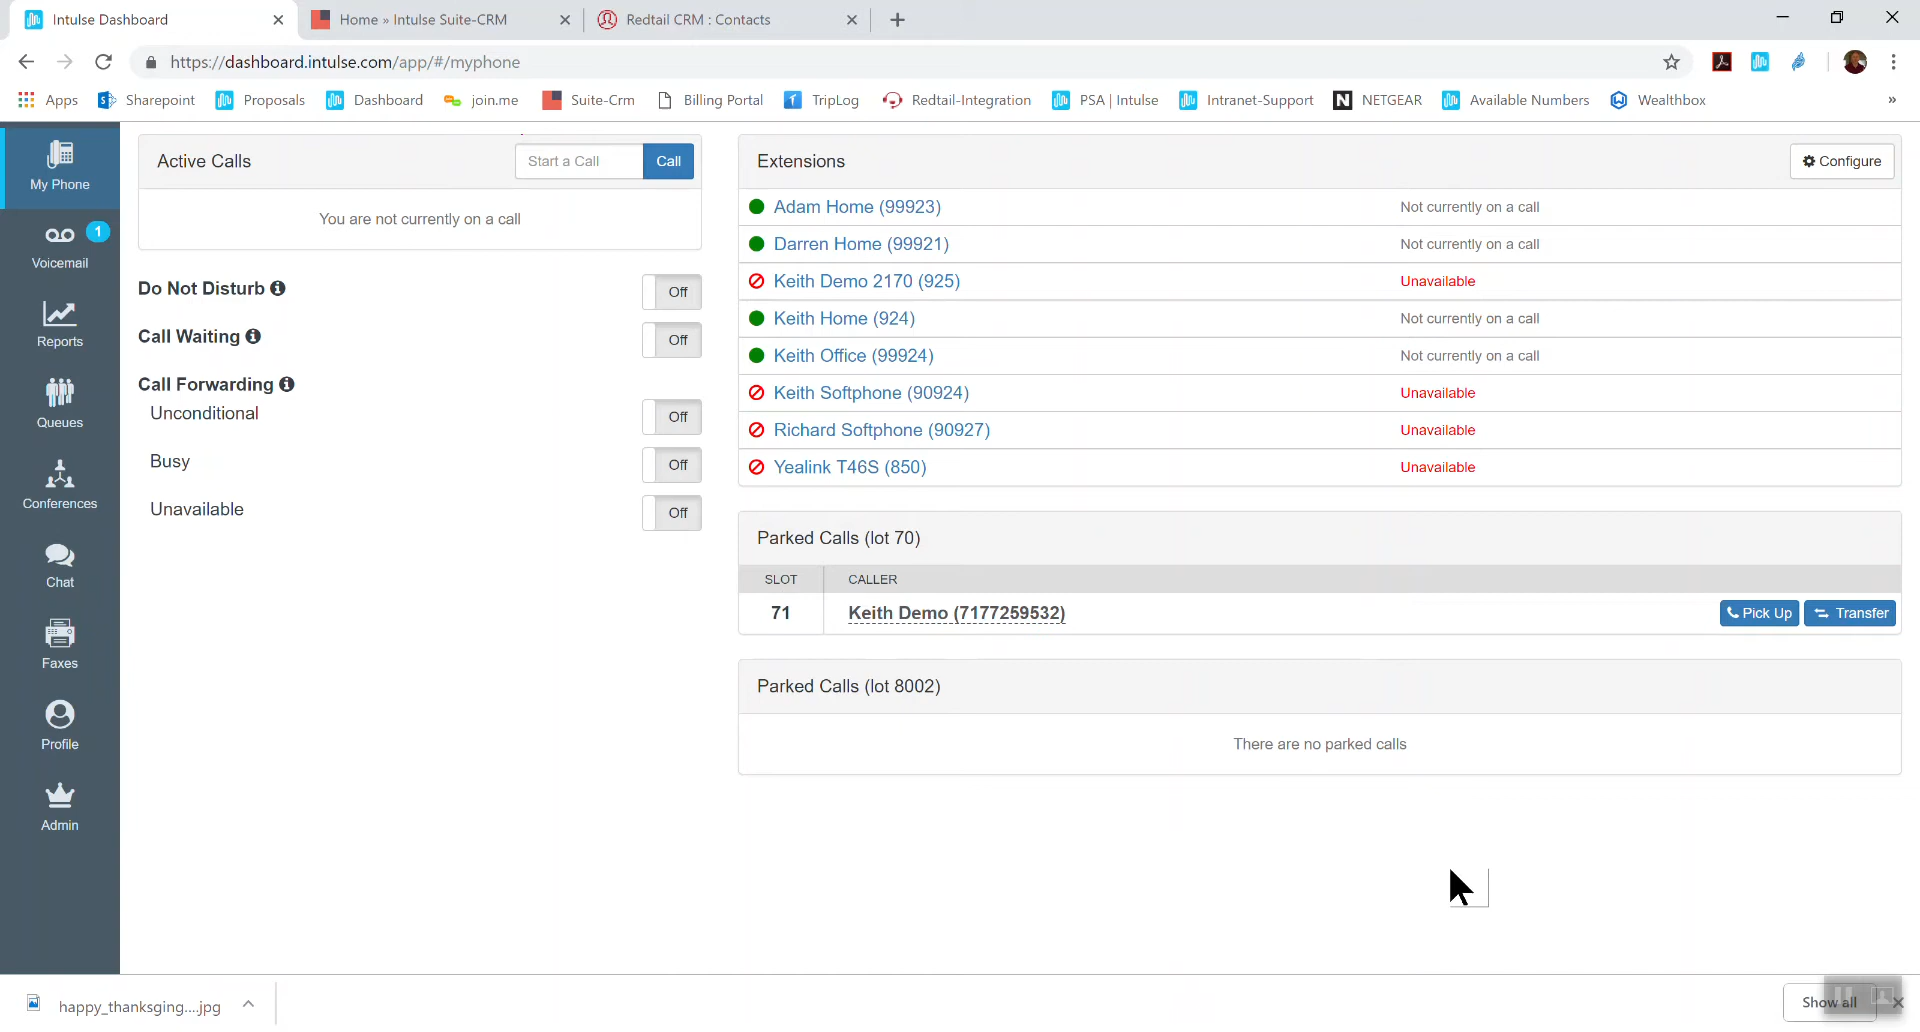 Intulse Dashboard
Home » Intulse Suite-CRM
Redtail CRM : Contacts
https://dashboard.intulse.com/app/#/myphone
Apps
Sharepoint
Proposals
Dashboard
join.me
Suite-Crm
Billing Portal
TripLog
Redtail-Integration
PSA | Intulse
Intranet-Support
NETGEAR
Available Numbers
Wealthbox
»
My Phone
1
Voicemail
Reports
Queues
Conferences
Chat
Faxes
Profile
Admin
Active Calls
Start a Call
Call
You are not currently on a call
Do Not Disturb
Off
Call Waiting
Off
Call Forwarding
Unconditional
Off
Busy
Off
Unavailable
Off
Extensions
Configure
Adam Home (99923) Not currently on a call
Darren Home (99921) Not currently on a call
Keith Demo 2170 (925) Unavailable
Keith Home (924) Not currently on a call
Keith Office (99924) Not currently on a call
Keith Softphone (90924) Unavailable
Richard Softphone (90927) Unavailable
Yealink T46S (850) Unavailable
Parked Calls (lot 70)
SLOT CALLER
71 Keith Demo (7177259532) Pick Up Transfer
Parked Calls (lot 8002)
There are no parked calls
happy_thanksging....jpg
Show all